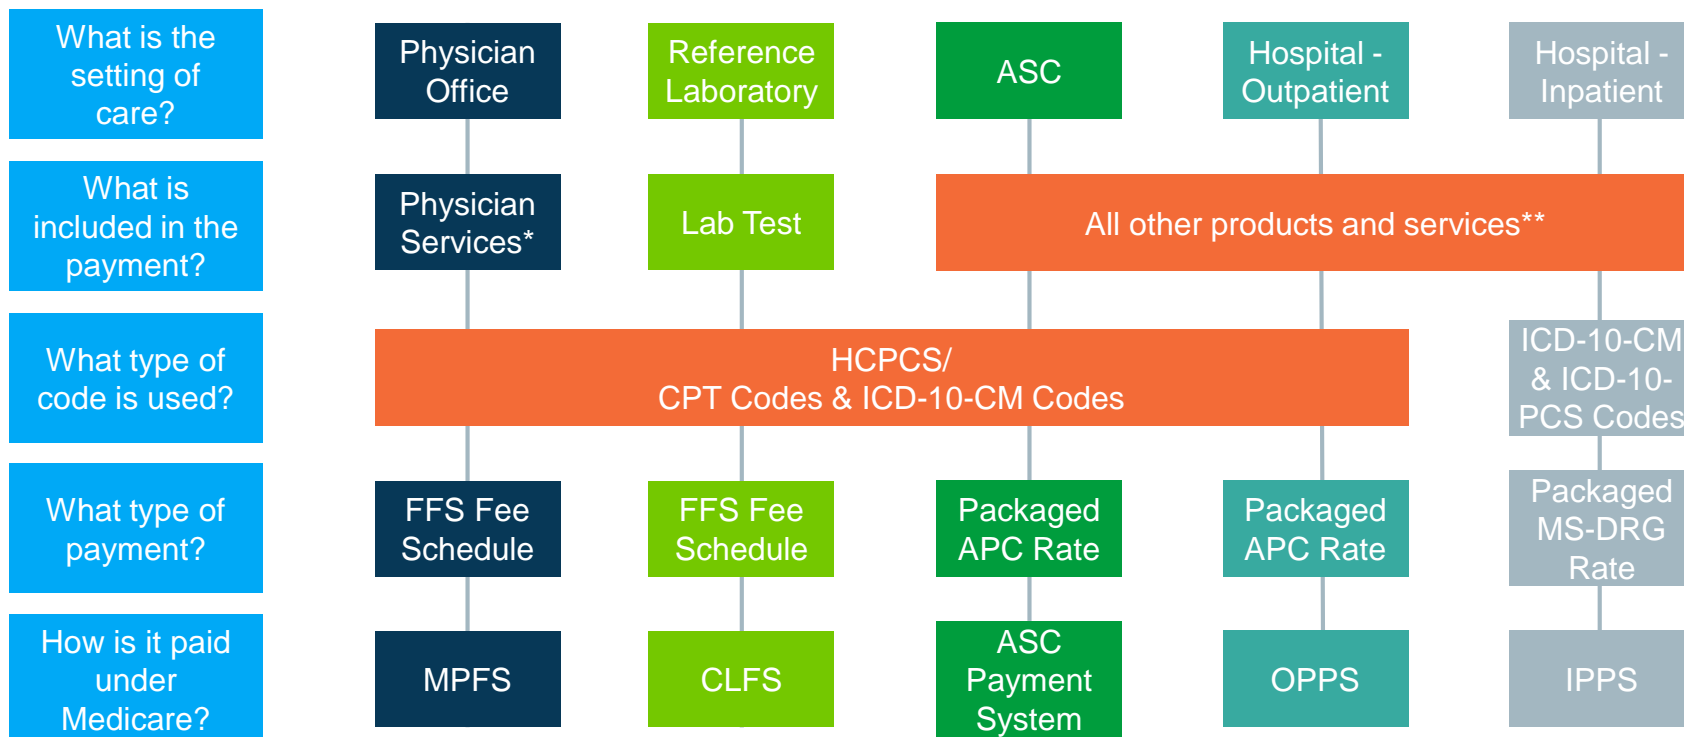 What is the
setting of
care?
Physician
Office
Reference
Laboratory
ASC
Hospital -
Outpatient
Hospital -
Inpatient
What is
included in the
payment?
Physician
Services*
Lab Test
All other products and services**
What type of
code is used?
HCPCS/
CPT Codes & ICD-10-CM Codes
ICD-10-CM
& ICD-10-
PCS Codes
What type of
payment?
FFS Fee
Schedule
FFS Fee
Schedule
Packaged
APC Rate
Packaged
APC Rate
Packaged
MS-DRG
Rate
How is it paid
under
Medicare?
MPFS
CLFS
ASC
Payment
System
OPPS
IPPS